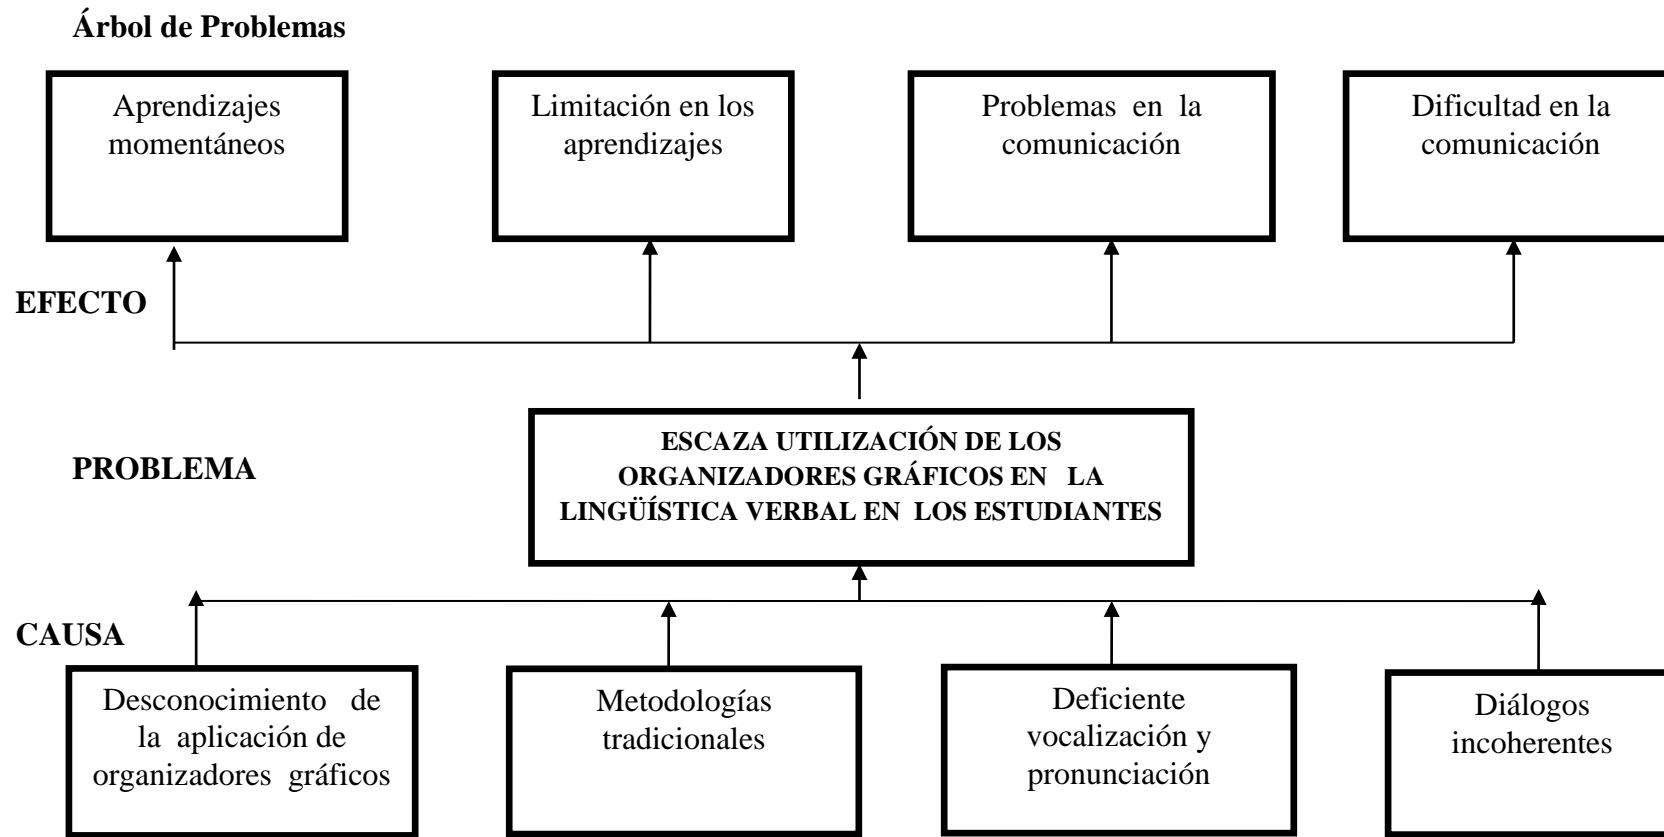 Árbol de Problemas
Aprendizajes
momentáneos
Limitación en los
aprendizajes
Problemas en la
comunicación
Dificultad en la
comunicación
EFECTO
PROBLEMA
ESCAZA UTILIZACIÓN DE LOS
ORGANIZADORES GRÁFICOS EN LA
LINGÜÍSTICA VERBAL EN LOS ESTUDIANTES
CAUSA
Desconocimiento de
la aplicación de
organizadores gráficos
Metodologías
tradicionales
Deficiente
vocalización y
pronunciación
Diálogos
incoherentes